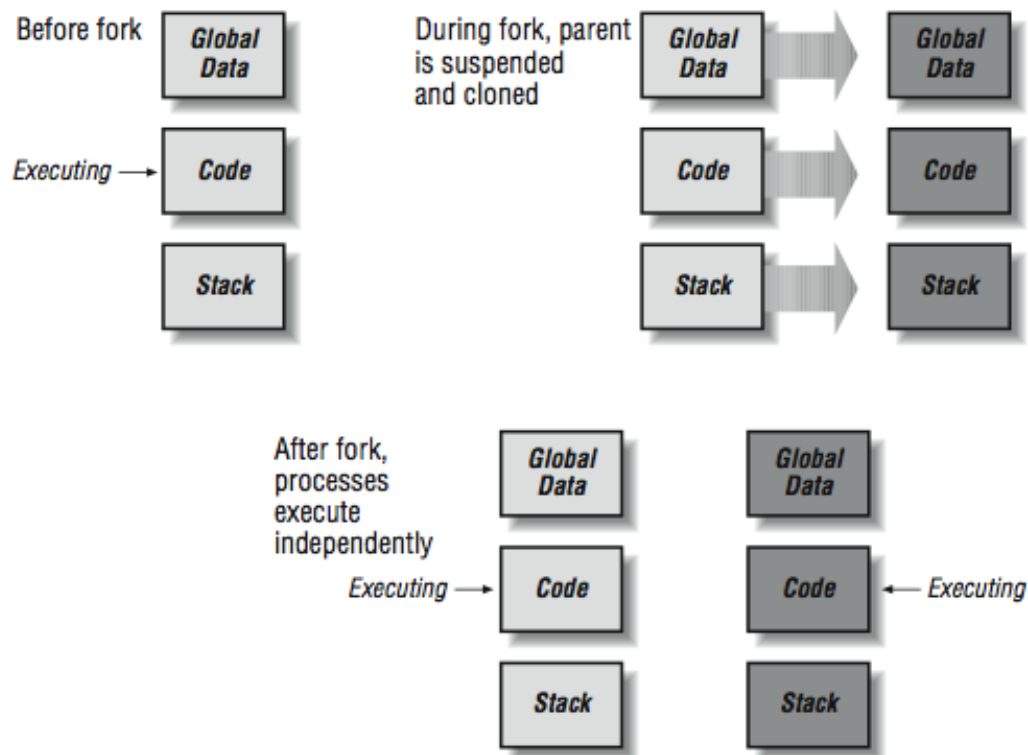 Before fork
Global
Data
Executing
Code
Stack
During fork, parent
is suspended
and cloned
Global
Data
Global
Data
Code
Code
Stack
Stack
After fork,
processes
execute
independently
Global
Data
Global
Data
Executing
Code
Code
Executing
Stack
Stack